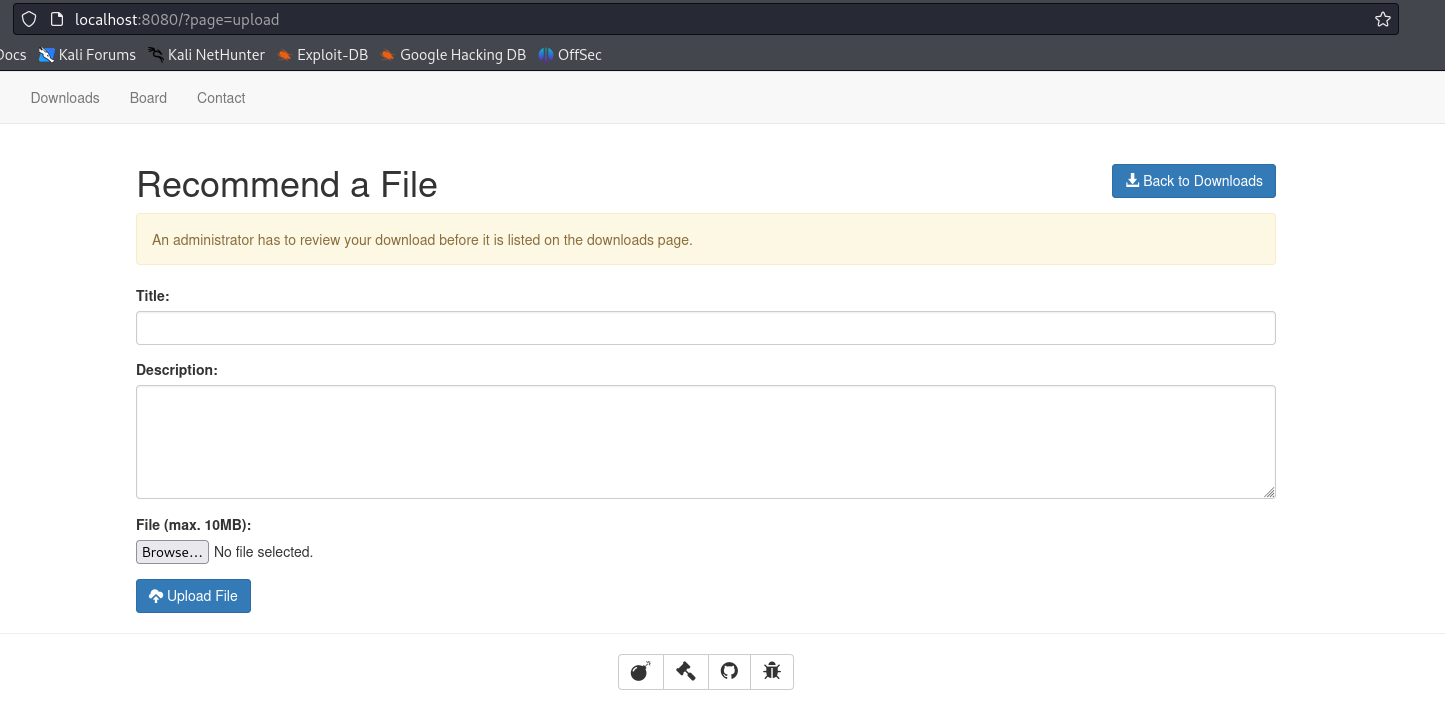 localhost:8080/?page=upload
Docs Kali Forums Kali NetHunter Exploit-DB Google Hacking DB OffSec
Downloads Board Contact
Recommend a File Back to Downloads
An administrator has to review your download before it is listed on the downloads page.
Title:
Description:
File (max. 10MB):
Browse... No file selected.
Upload File